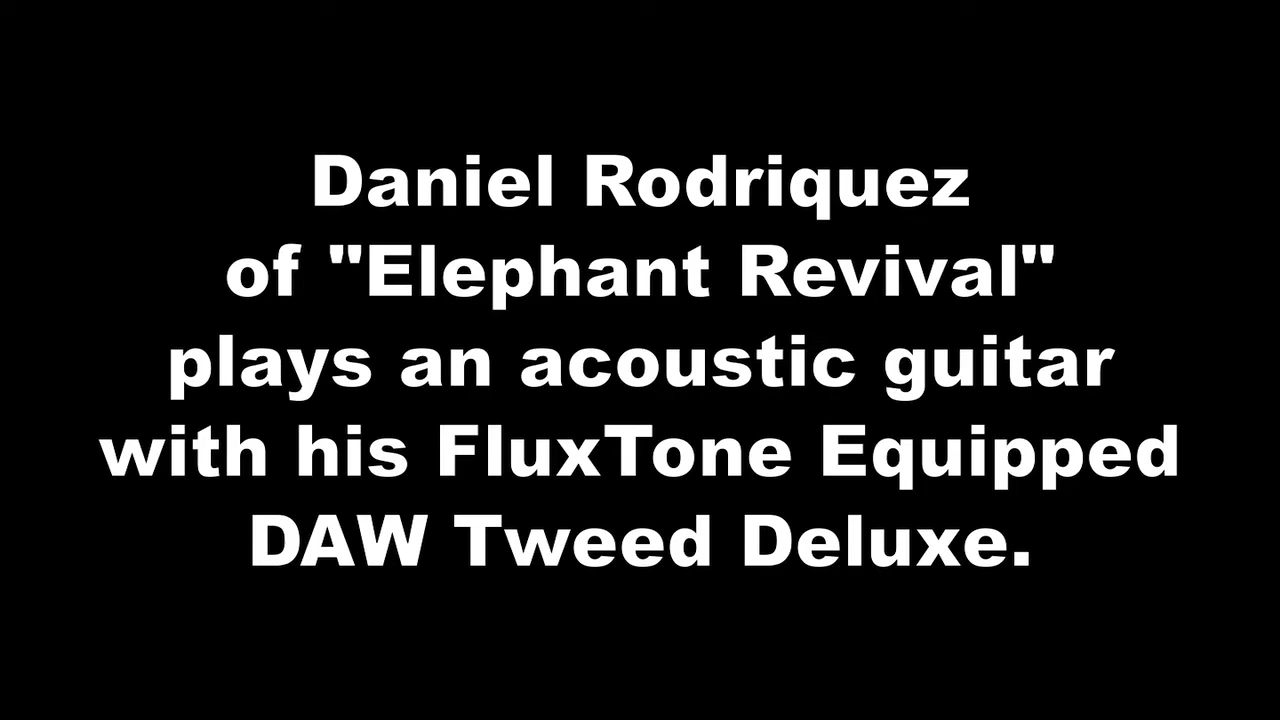 Daniel Rodriquez
of "Elephant Revival"
plays an acoustic guitar
with his FluxTone Equipped
DAW Tweed Deluxe.